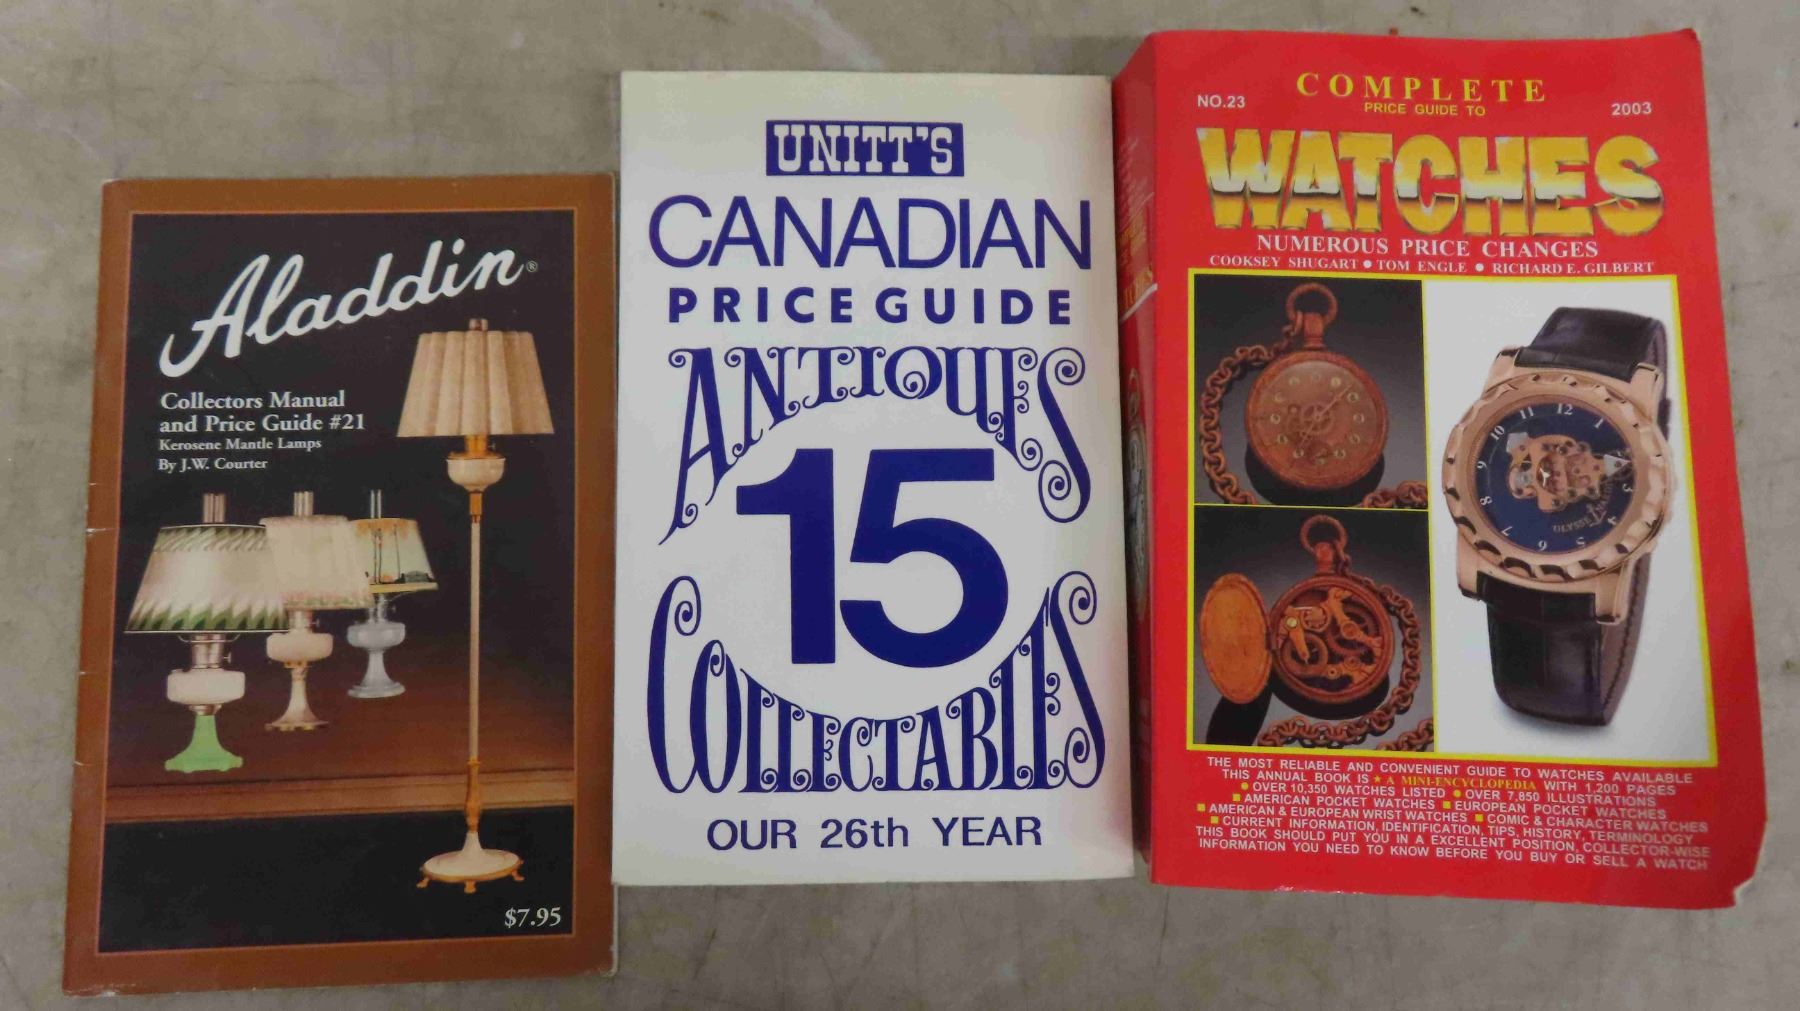 Aladdin®
Collectors Manual
and Price Guide #21
Kerosene Mantle Lamps
By J.W. Courter
$7.95
UNITT'S
CANADIAN
PRICE GUIDE
ANTIQUES
15
COLLECTABLES
OUR 26th YEAR
COMPLETE
NO.23 PRICE GUIDE TO 2003
WATCHES
NUMEROUS PRICE CHANGES
COOKSEY SHUGART ● TOM ENGLE ● RICHARD E. GILBERT
THE MOST RELIABLE AND CONVENIENT GUIDE TO WATCHES AVAILABLE
THIS ANNUAL BOOK IS ★ A MINI-ENCYCLOPEDIA WITH 1,200 PAGES
● OVER 10,350 WATCHES LISTED ● OVER 7,850 ILLUSTRATIONS
■ AMERICAN POCKET WATCHES ■ EUROPEAN POCKET WATCHES
■ AMERICAN & EUROPEAN WRIST WATCHES ■ COMIC & CHARACTER WATCHES
■ CURRENT INFORMATION, IDENTIFICATION, TIPS, HISTORY, TERMINOLOGY
THIS BOOK SHOULD PUT YOU IN A EXCELLENT POSITION, COLLECTOR-WISE
INFORMATION YOU NEED TO KNOW BEFORE YOU BUY OR SELL A WATCH